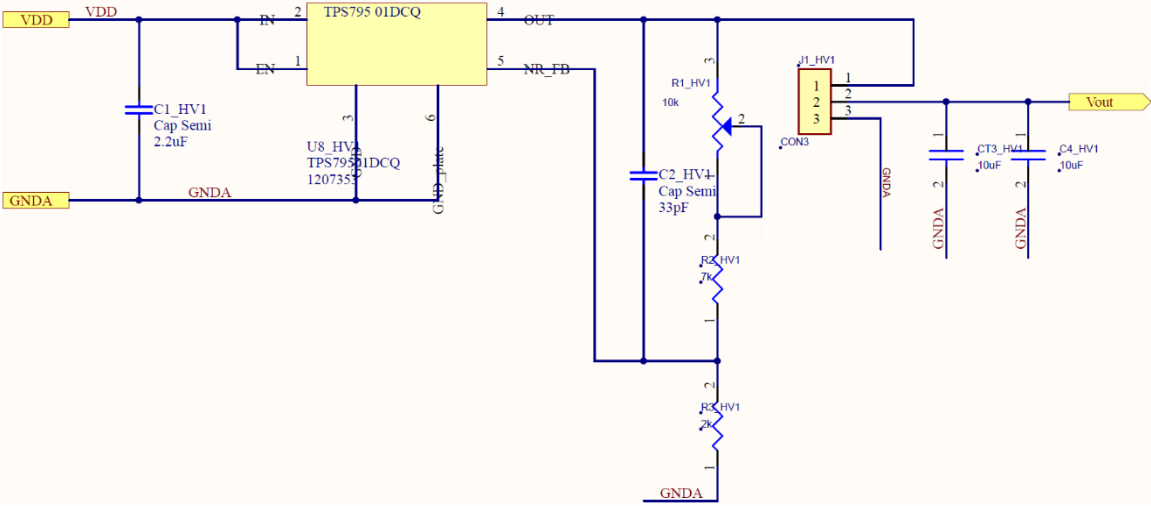 VDD
VDD
IN
2
TPS795 01DCQ
4
OUT
EN
1
5
NR_FB
3
GND
6
GND_plate
C1_HV1
Cap Semi
2.2uF
U8_HV1
TPS79501DCQ
1207353
GNDA
GNDA
C2_HV1
Cap Semi
33pF
3
R1_HV1
10k
2
2
R2_HV1
7k
1
2
R3_HV1
2k
1
GNDA
J1_HV1
1
2
3
1
2
3
CON3
GNDA
Vout
1
CT3_HV1
10uF
2
GNDA
1
C4_HV1
10uF
2
GNDA